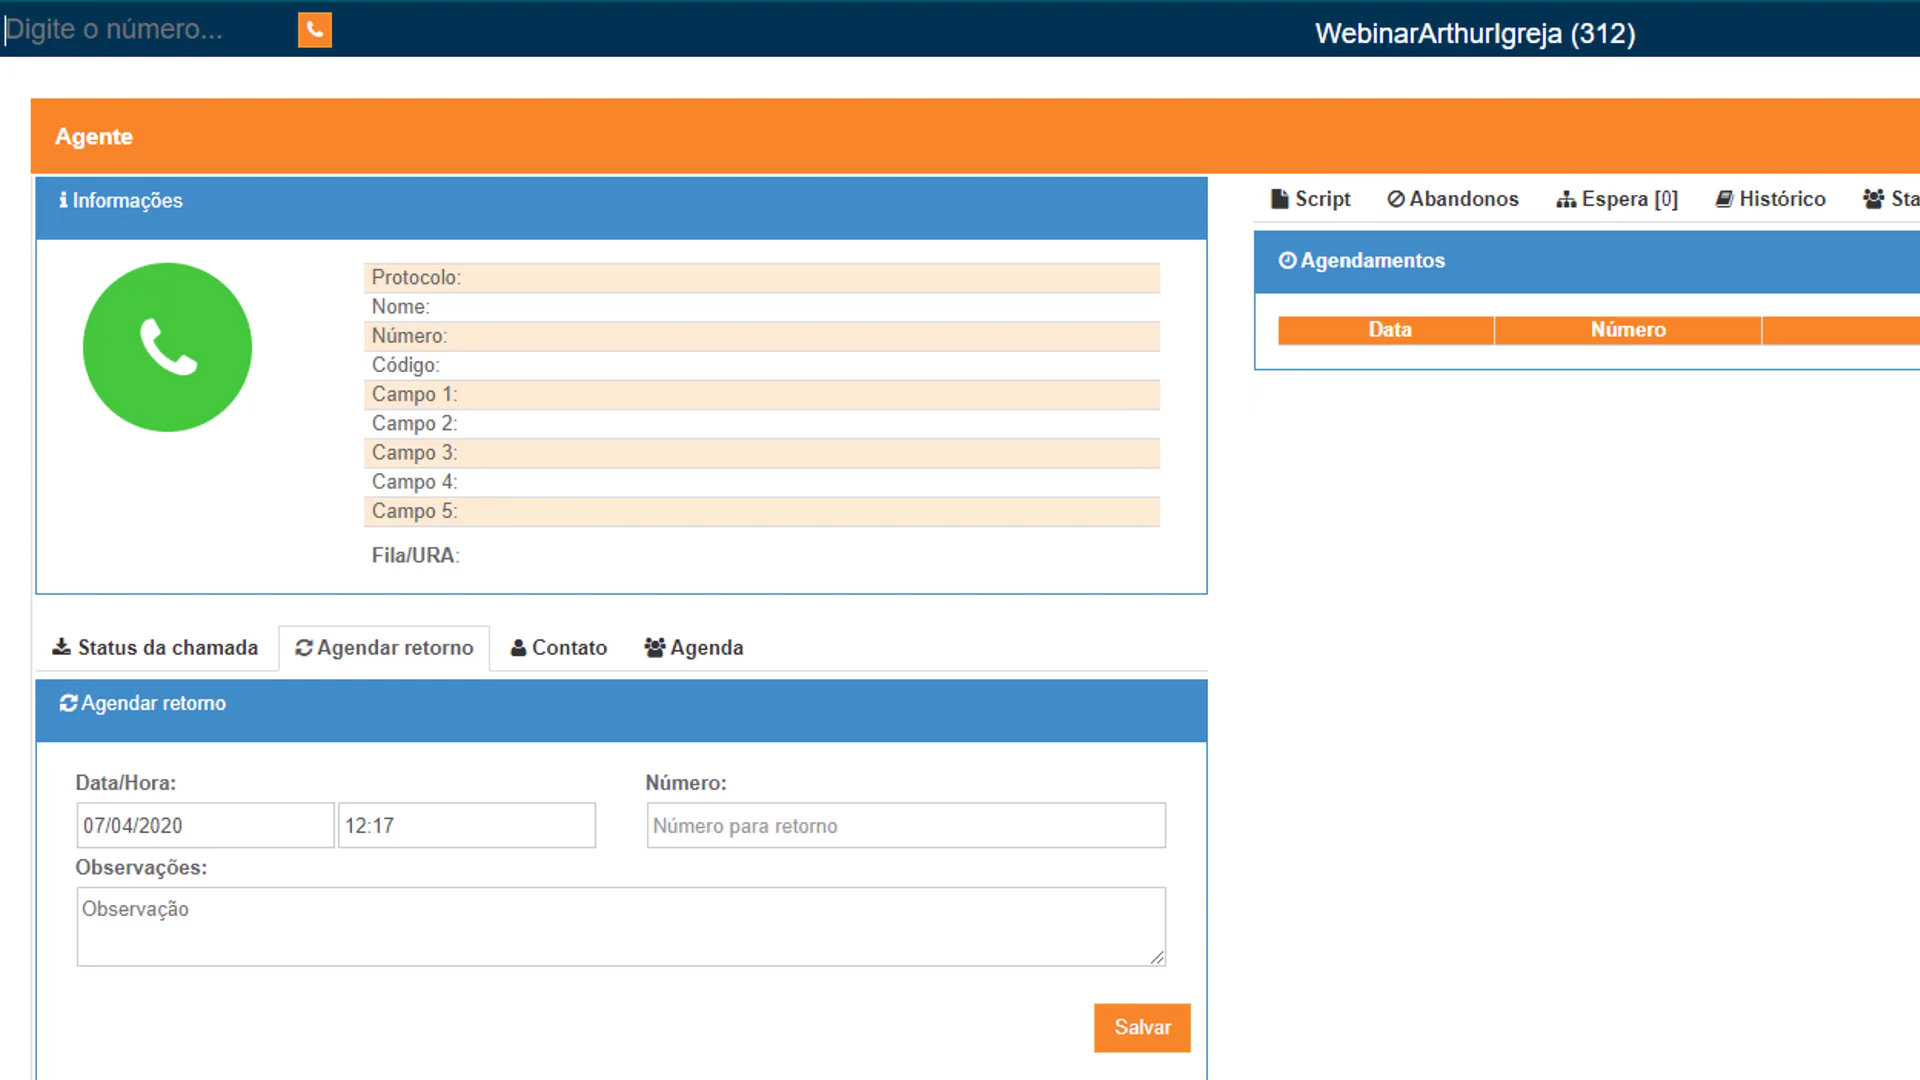 Digite o número...
WebinarArthurIgreja (312)
Agente
Informações
Protocolo:
Nome:
Número:
Código:
Campo 1:
Campo 2:
Campo 3:
Campo 4:
Campo 5:
Fila/URA:
Script Abandonos Espera [0] Histórico Sta
Agendamentos
Data Número
Status da chamada Agendar retorno Contato Agenda
Agendar retorno
Data/Hora: Número:
07/04/2020 12:17 Número para retorno
Observações:
Observação
Salvar